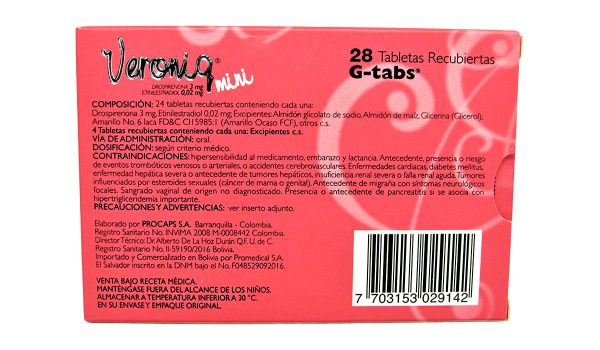 Veroniq® mini
DROSPIRENONA 3 mg
ETINILESTRADIOL 0,02 mg
28 Tabletas Recubiertas
G-tabs®
COMPOSICIÓN: 24 tabletas recubiertas conteniendo cada una:
Drospirenona 3 mg, Etinilestradiol 0,02 mg; Excipientes: Almidón glicolato de sodio, Almidón de maíz, Glicerina (Glicerol),
Amarillo No. 6 laca FD&C CI15985:1 (Amarillo Ocaso FCF), otros c.s.
4 Tabletas recubiertas conteniendo cada una: Excipientes c.s.
VÍA DE ADMINISTRACIÓN: oral.
DOSIFICACIÓN: según criterio médico.
CONTRAINDICACIONES: hipersensibilidad al medicamento, embarazo y lactancia. Antecedente, presencia o riesgo
de eventos trombóticos venosos o arteriales, o accidentes cerebrovasculares. Enfermedades cardíacas, diabetes mellitus,
enfermedad hepática severa o antecedente de tumores hepáticos, insuficiencia renal severa o falla renal aguda. Tumores
influenciados por esteroides sexuales (cáncer de mama o genital). Antecedente de migraña con síntomas neurológicos
focales. Sangrado vaginal de origen no diagnosticado. Presencia o antecedente de pancreatitis si se asocia con
hipertrigliceridemia importante.
PRECAUCIONES Y ADVERTENCIAS: ver inserto adjunto.
Elaborado por PROCAPS S.A. Barranquilla - Colombia.
Registro Sanitario No. INVIMA 2008 M-0008442 Colombia.
Director Técnico: Dr. Alberto De La Hoz Durán Q.F. U. de C.
Registro Sanitario No. II-59190/2016 Bolivia.
Importado y Comercializado en Bolivia por Promedical S.A.
El Salvador inscrito en la DNM bajo el No. F048529092016.
VENTA BAJO RECETA MÉDICA.
MANTÉNGASE FUERA DEL ALCANCE DE LOS NIÑOS.
ALMACENAR A TEMPERATURA INFERIOR A 30 °C.
EN SU ENVASE Y EMPAQUE ORIGINAL.
7 703153 029142